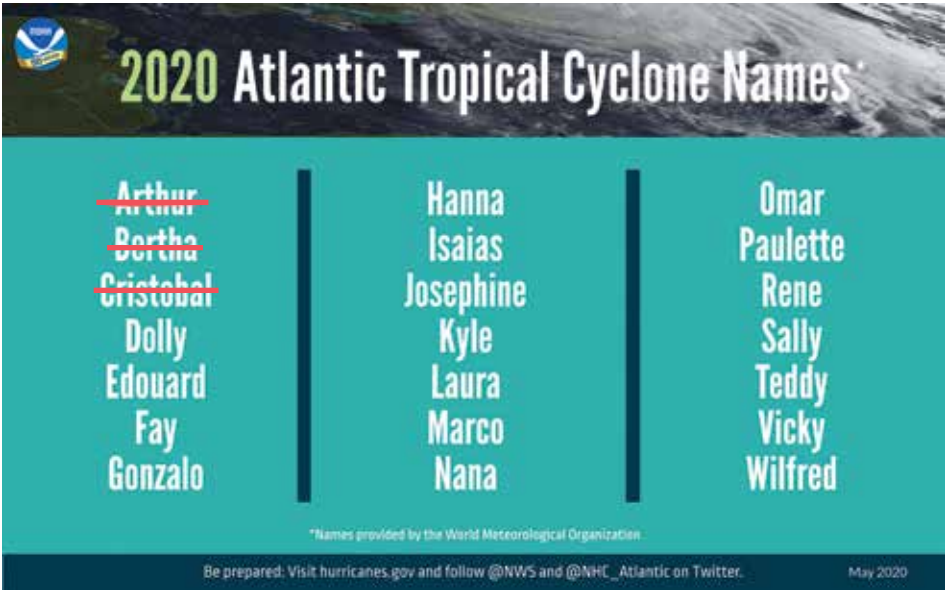 2020 Atlantic Tropical Cyclone Names*
Arthur
Bertha
Cristobal
Dolly
Edouard
Fay
Gonzalo
Hanna
Isaias
Josephine
Kyle
Laura
Marco
Nana
Omar
Paulette
Rene
Sally
Teddy
Vicky
Wilfred
*Names provided by the World Meteorological Organization
Be prepared: Visit hurricanes.gov and follow @NWS and @NHC_Atlantic on Twitter.
May 2020